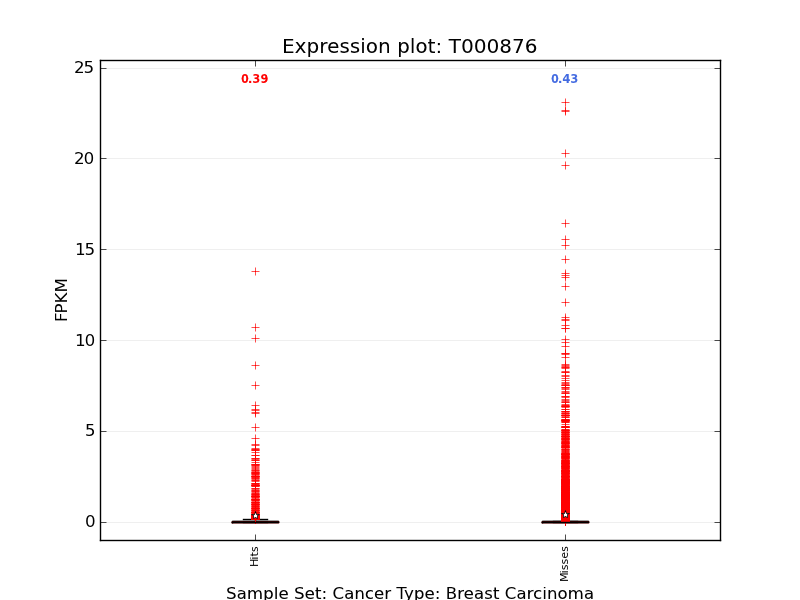 Expression plot: T000876
25
0.39
0.43
20
15
FPKM
10
5
0
Hits
Misses
Sample Set: Cancer Type: Breast Carcinoma